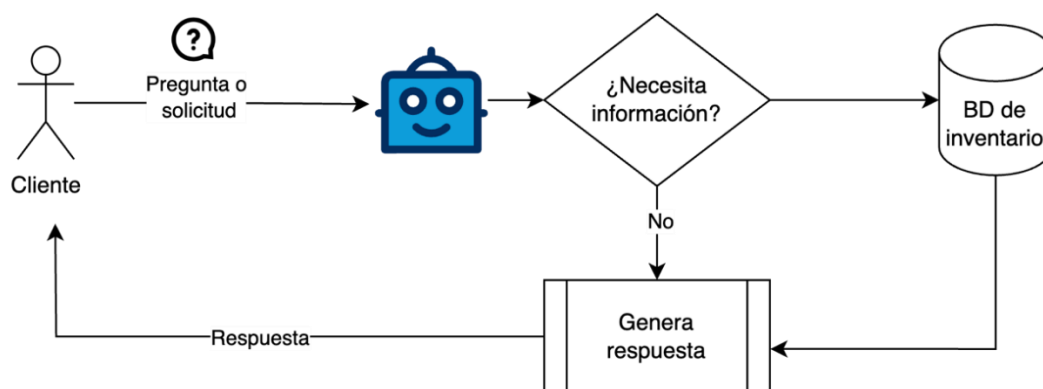 ?
Pregunta o
solicitud
Cliente
¿Necesita
información?
BD de
inventario
No
Genera
respuesta
Respuesta